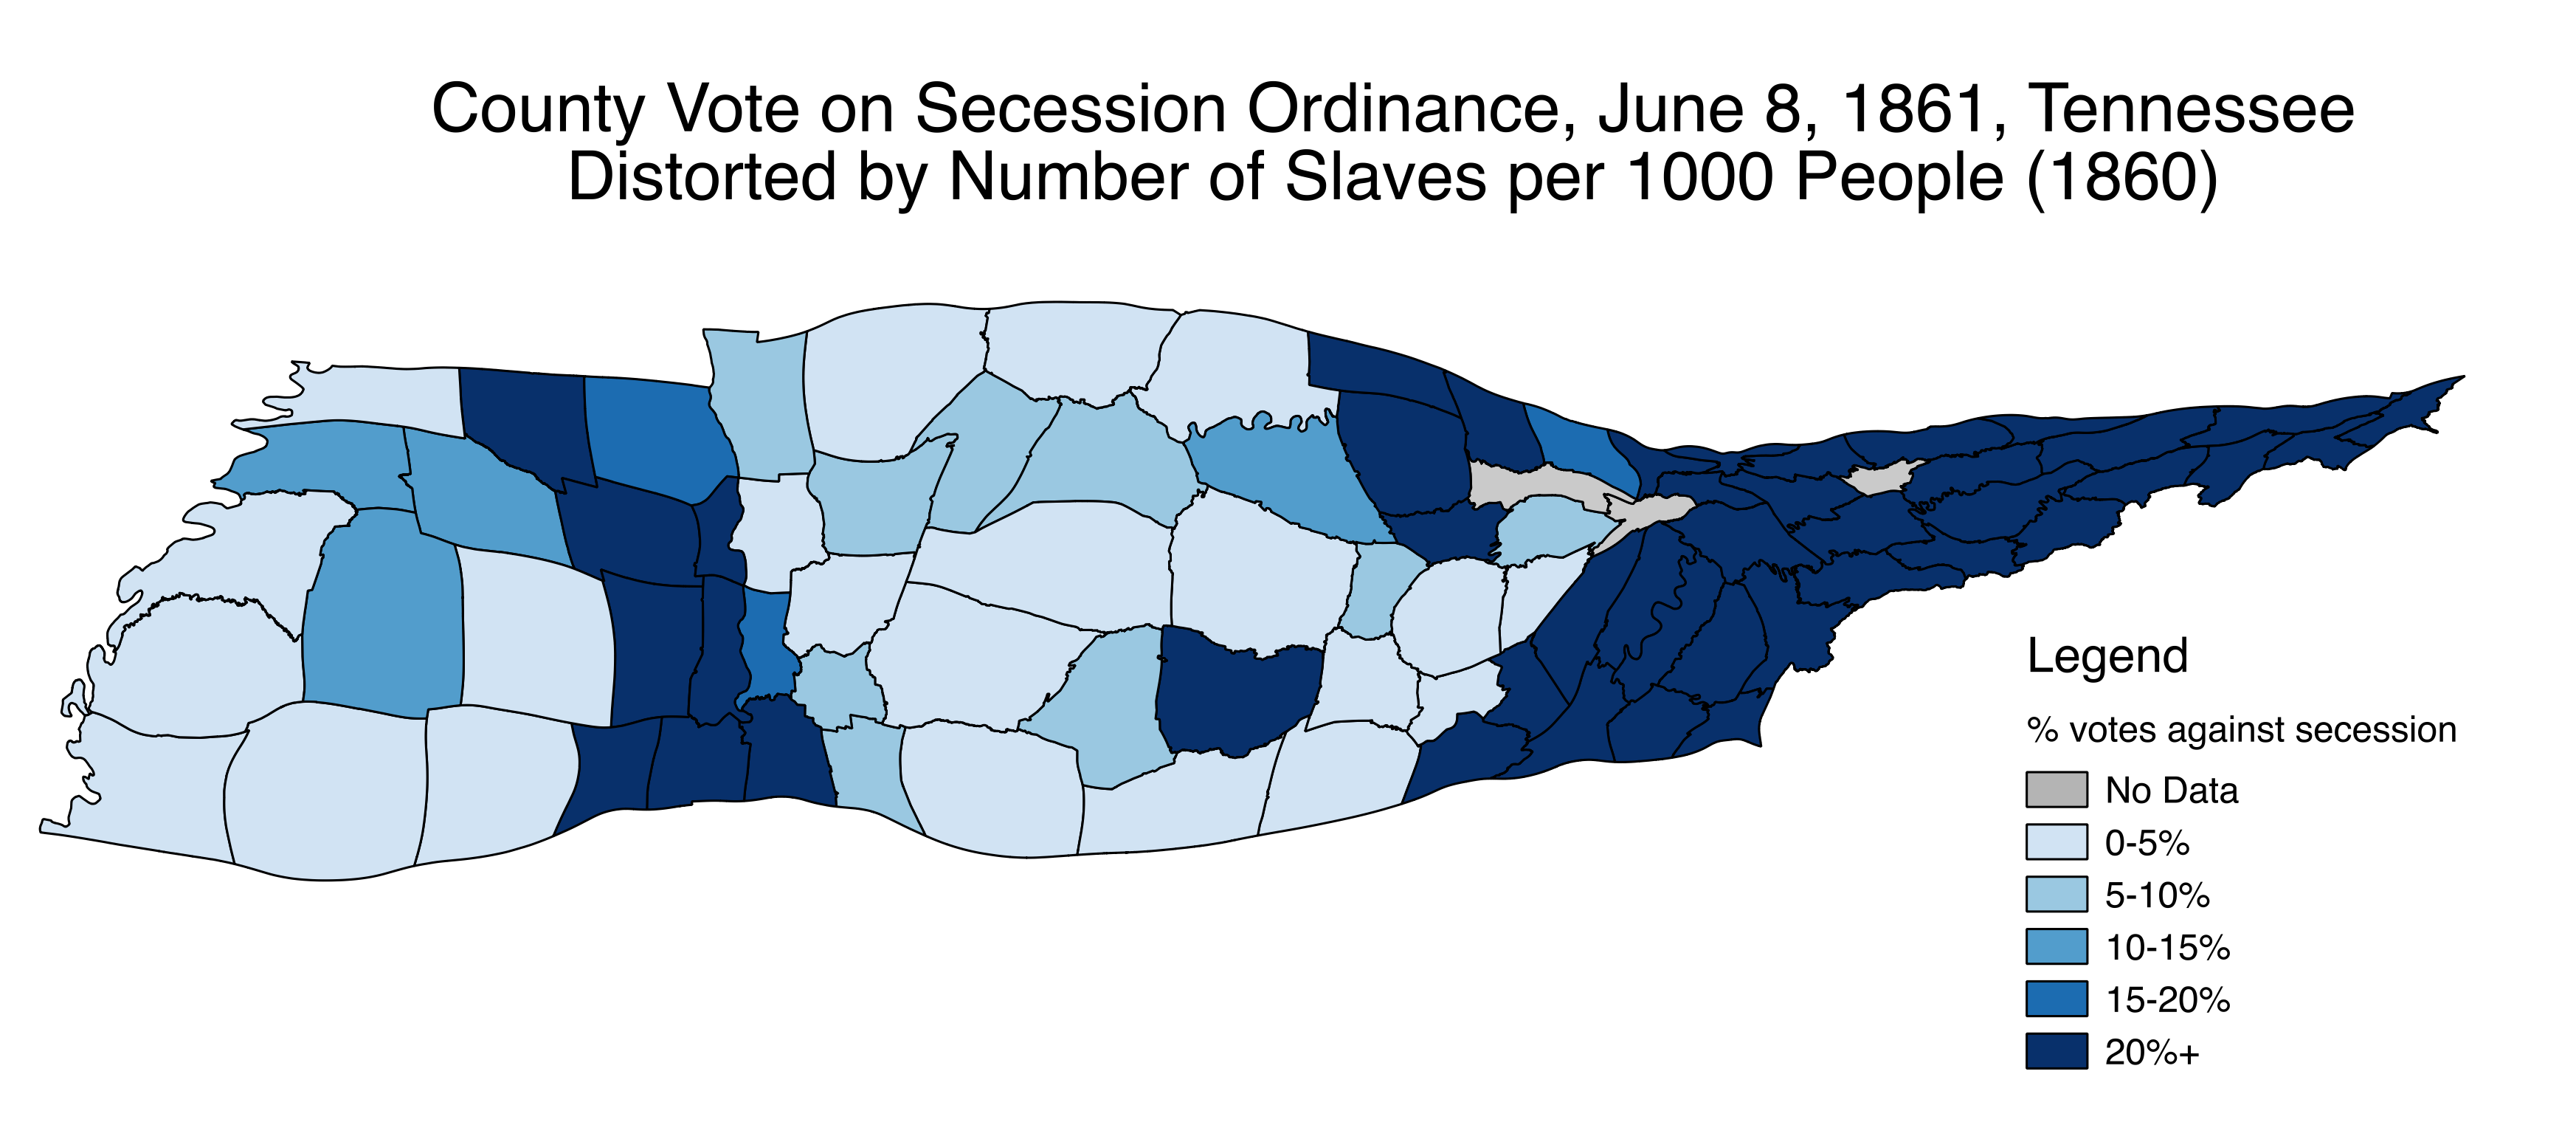 County Vote on Secession Ordinance, June 8, 1861, Tennessee
Distorted by Number of Slaves per 1000 People (1860)
Legend
% votes against secession
No Data
0-5%
5-10%
10-15%
15-20%
20%+